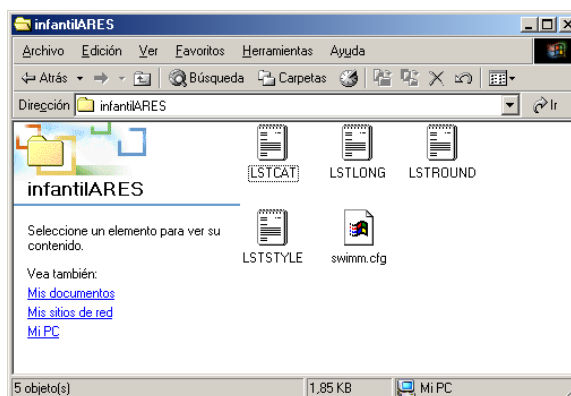 infantilARES
Archivo Edición Ver Favoritos Herramientas Ayuda
Atrás Búsqueda Carpetas
Dirección infantilARES Ir
infantilARES
Seleccione un elemento para ver su
contenido.
Vea también:
Mis documentos
Mis sitios de red
Mi PC
LSTCAT LSTLONG LSTROUND
LSTSTYLE swimm.cfg
5 objeto(s) 1,85 KB Mi PC